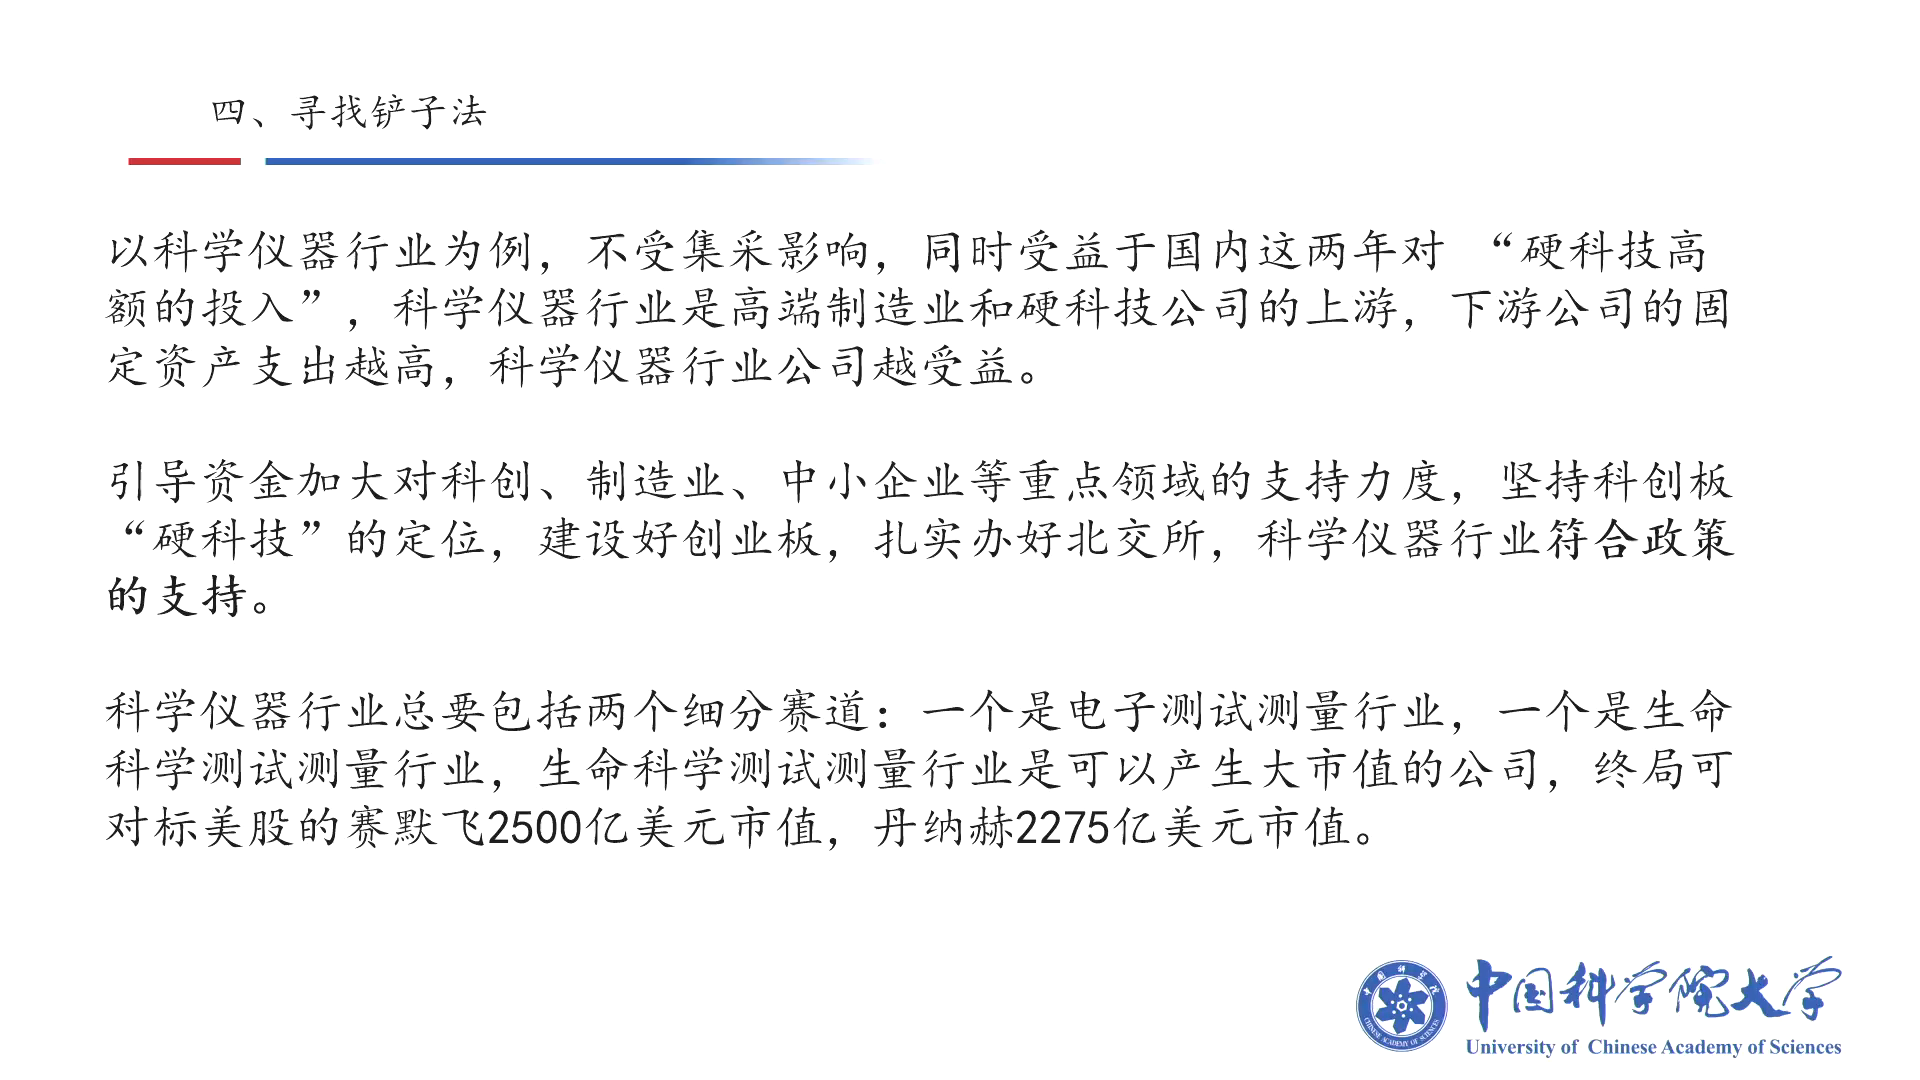 四、寻找铲子法
以科学仪器行业为例，不受集采影响，同时受益于国内这两年对 “硬科技高
额的投入”，科学仪器行业是高端制造业和硬科技公司的上游，下游公司的固
定资产支出越高，科学仪器行业公司越受益。
引导资金加大对科创、制造业、中小企业等重点领域的支持力度，坚持科创板
“硬科技”的定位，建设好创业板，扎实办好北交所，科学仪器行业符合政策
的支持。
科学仪器行业总要包括两个细分赛道：一个是电子测试测量行业，一个是生命
科学测试测量行业，生命科学测试测量行业是可以产生大市值的公司，终局可
对标美股的赛默飞2500亿美元市值，丹纳赫2275亿美元市值。
中国科学院
CHINESE ACADEMY OF SCIENCES
中国科学院大学
University of Chinese Academy of Sciences